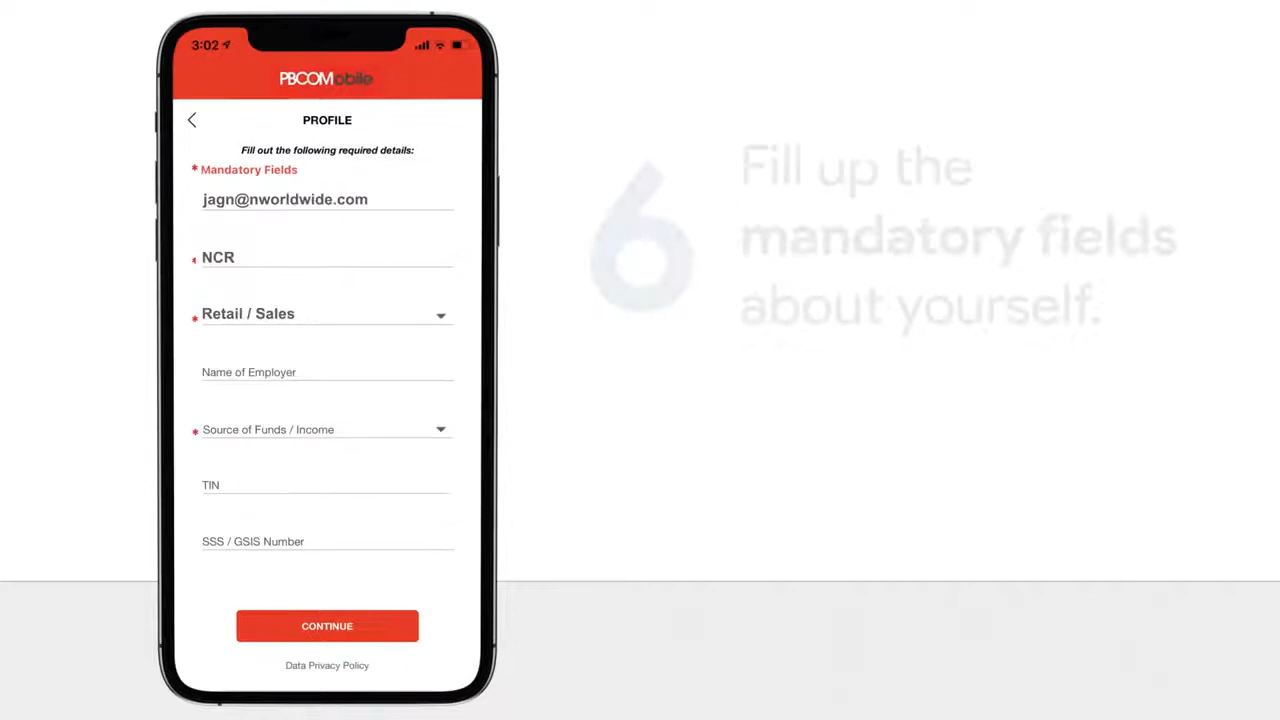 3:02
PBCOMobile
PROFILE
Fill out the following required details:
* Mandatory Fields
jagn@nworldwide.com
* NCR
* Retail / Sales
Name of Employer
* Source of Funds / Income
TIN
SSS / GSIS Number
CONTINUE
Data Privacy Policy
6
Fill up the
mandatory fields
about yourself.